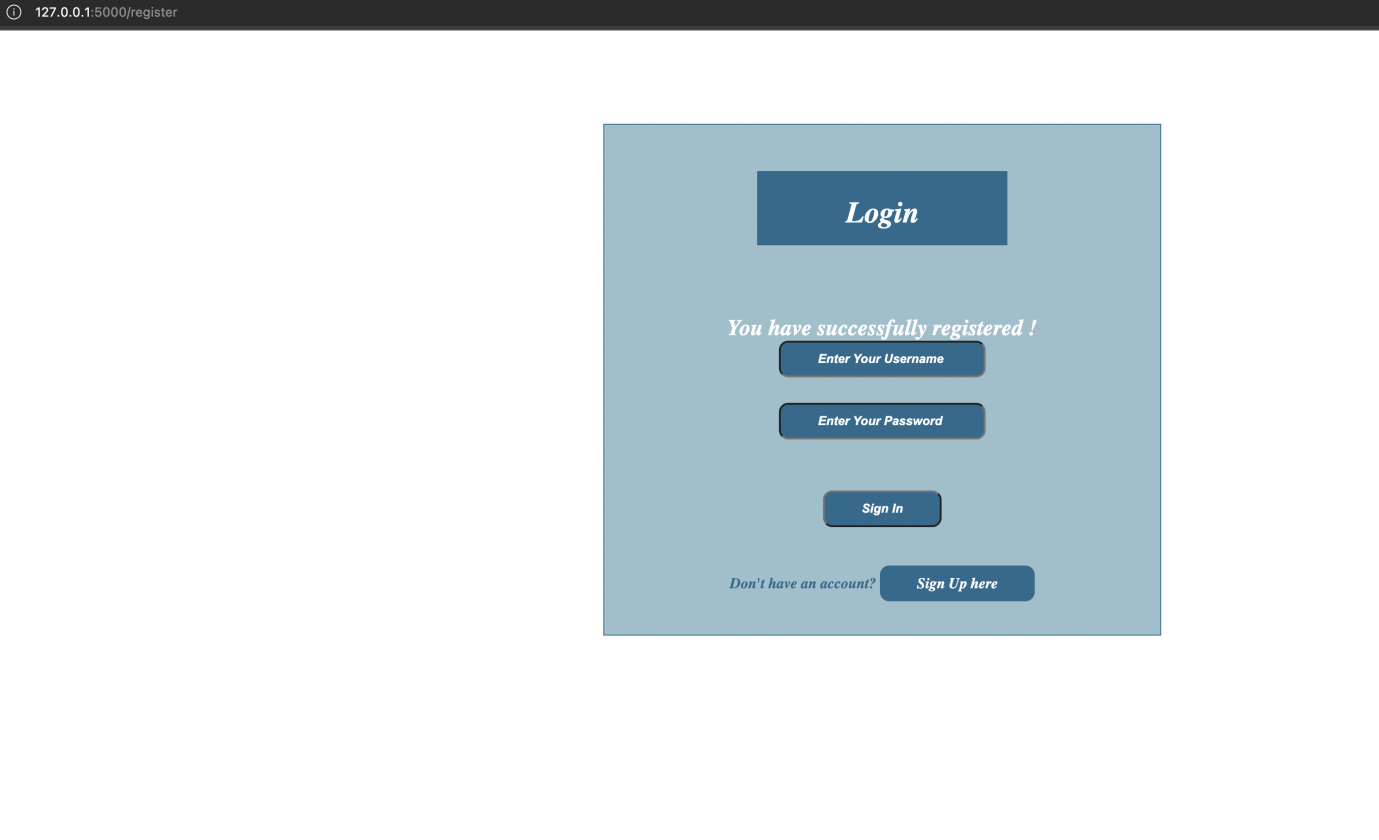 127.0.0.1:5000/register
Login
You have successfully registered !
Enter Your Username
Enter Your Password
Sign In
Don't have an account? Sign Up here